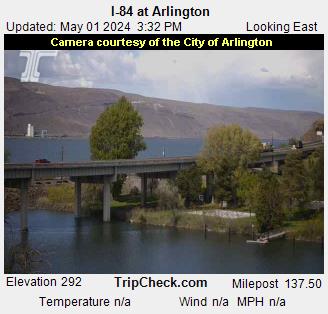 I-84 at Arlington
Updated: May 01 2024 3:32 PM Looking East
Camera courtesy of the City of Arlington
Elevation 292 TripCheck.com Milepost 137.50
Temperature n/a Wind n/a MPH n/a